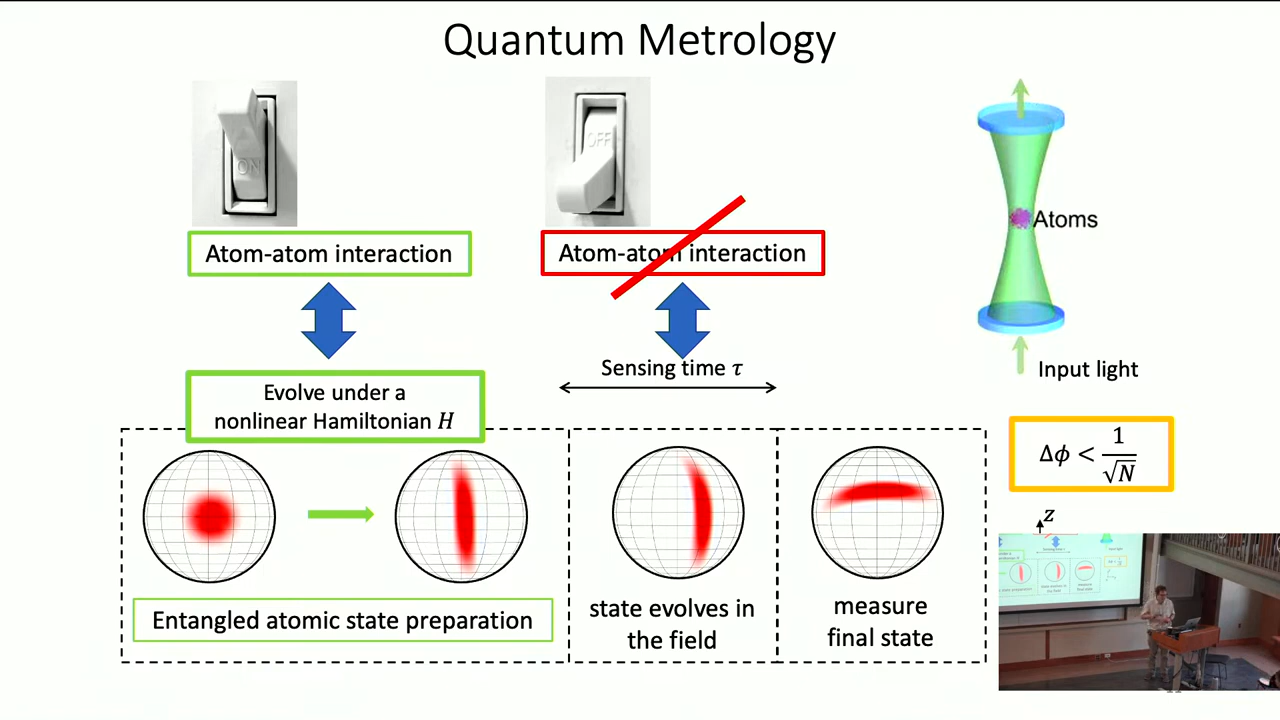 Quantum Metrology
ON
OFF
Atom-atom interaction
Atom-atom interaction
Atoms
Sensing time τ
Input light
Evolve under a
nonlinear Hamiltonian H
Δϕ < 1/√N
z
Entangled atomic state preparation
state evolves in
the field
measure
final state